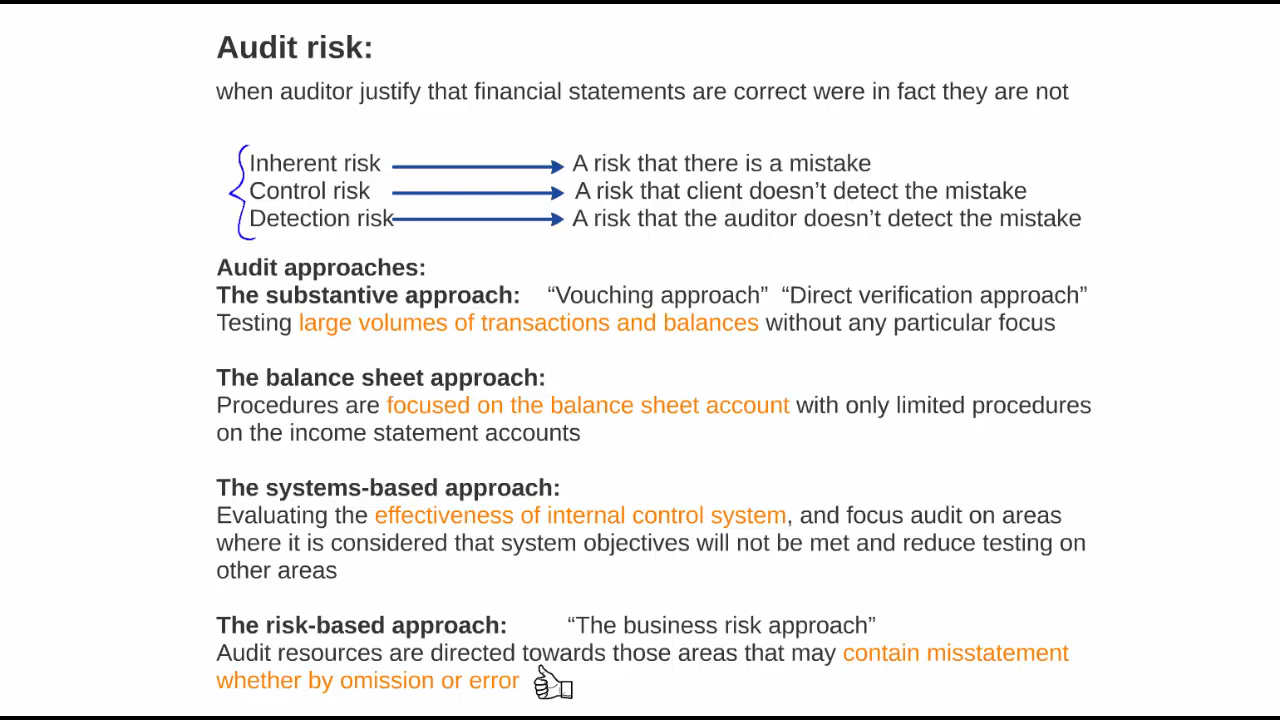 Audit risk:
when auditor justify that financial statements are correct were in fact they are not
Inherent risk A risk that there is a mistake
Control risk A risk that client doesn’t detect the mistake
Detection risk A risk that the auditor doesn’t detect the mistake
Audit approaches:
The substantive approach: “Vouching approach” “Direct verification approach”
Testing large volumes of transactions and balances without any particular focus
The balance sheet approach:
Procedures are focused on the balance sheet account with only limited procedures
on the income statement accounts
The systems-based approach:
Evaluating the effectiveness of internal control system, and focus audit on areas
where it is considered that system objectives will not be met and reduce testing on
other areas
The risk-based approach: “The business risk approach”
Audit resources are directed towards those areas that may contain misstatement
whether by omission or error